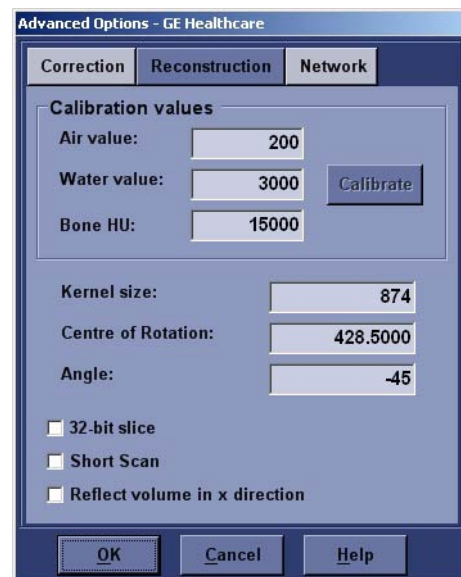 Advanced Options - GE Healthcare
Correction Reconstruction Network
Calibration values
Air value: 200
Water value: 3000 Calibrate
Bone HU: 15000
Kernel size: 874
Centre of Rotation: 428.5000
Angle: -45
32-bit slice
Short Scan
Reflect volume in x direction
OK Cancel Help